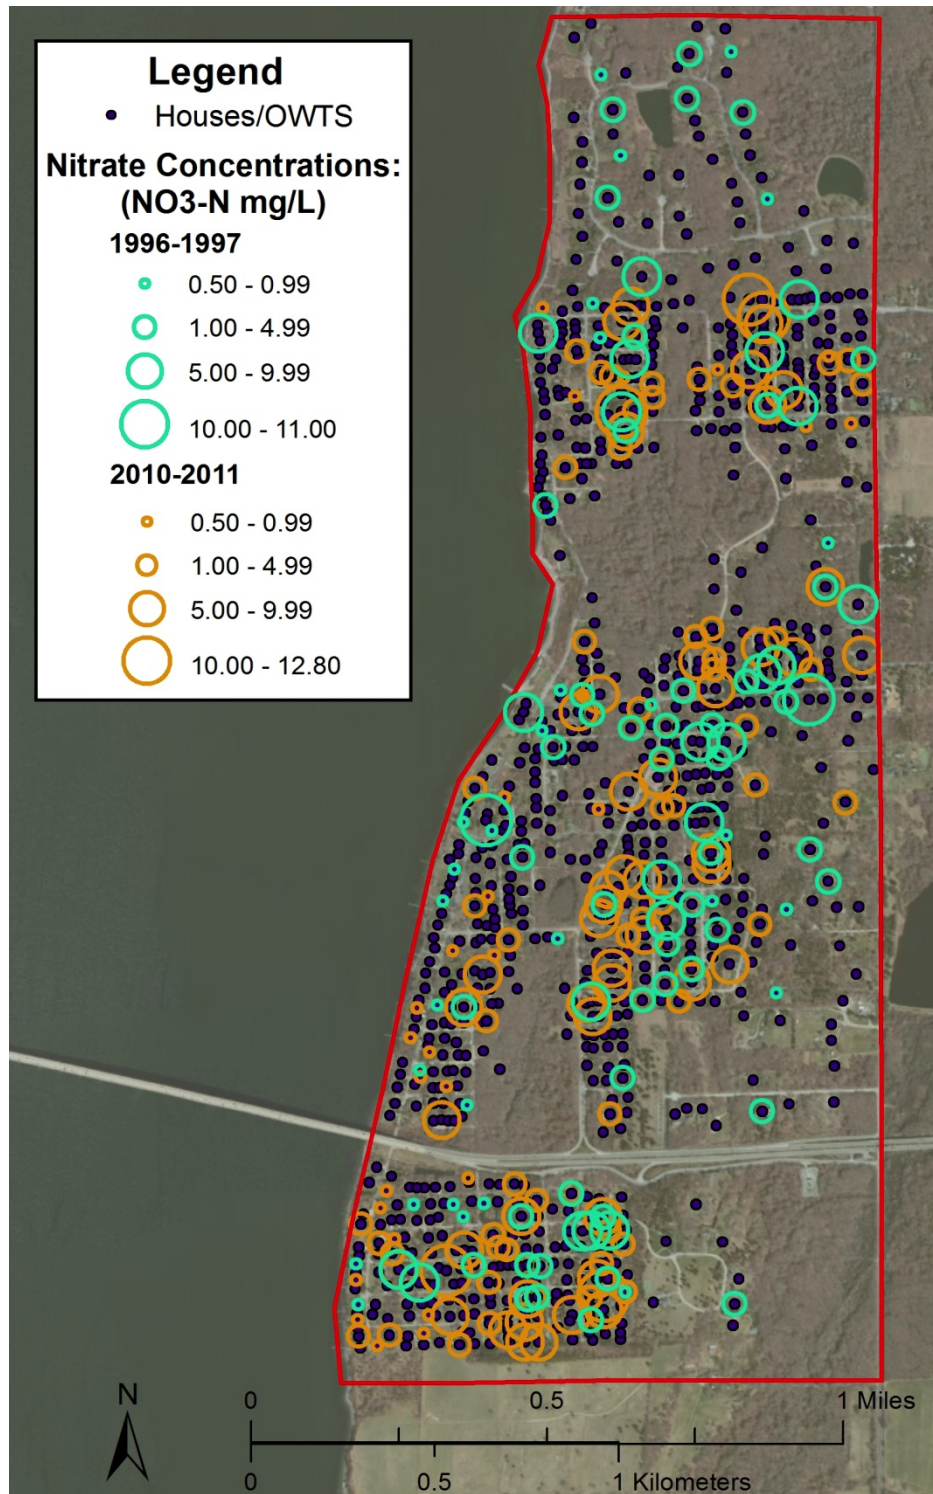 Legend
Houses/OWTS
Nitrate Concentrations:
(NO3-N mg/L)
1996-1997
0.50 - 0.99
1.00 - 4.99
5.00 - 9.99
10.00 - 11.00
2010-2011
0.50 - 0.99
1.00 - 4.99
5.00 - 9.99
10.00 - 12.80
N
0 0.5 1 Miles
0 0.5 1 Kilometers